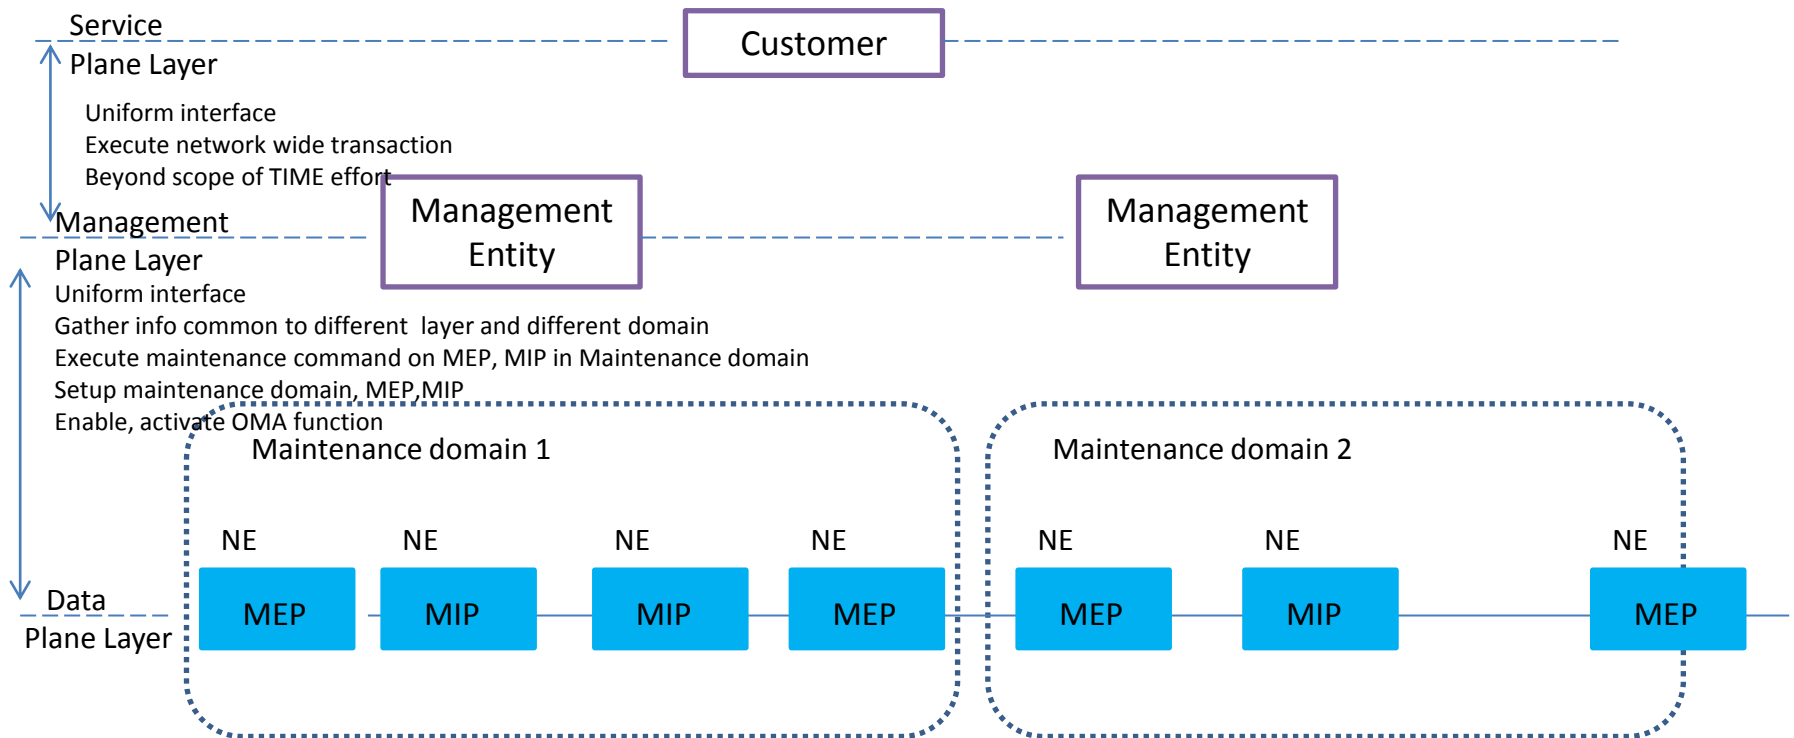 Service
Plane Layer
Customer
Uniform interface
Execute network wide transaction
Beyond scope of TIME effort
Management
Plane Layer
Management
Entity
Management
Entity
Uniform interface
Gather info common to different  layer and different domain
Execute maintenance command on MEP, MIP in Maintenance domain
Setup maintenance domain, MEP,MIP
Enable, activate OMA function
Maintenance domain 1
Maintenance domain 2
NE
NE
NE
NE
NE
NE
NE
Data
Plane Layer
MEP
MIP
MIP
MEP
MEP
MIP
MEP